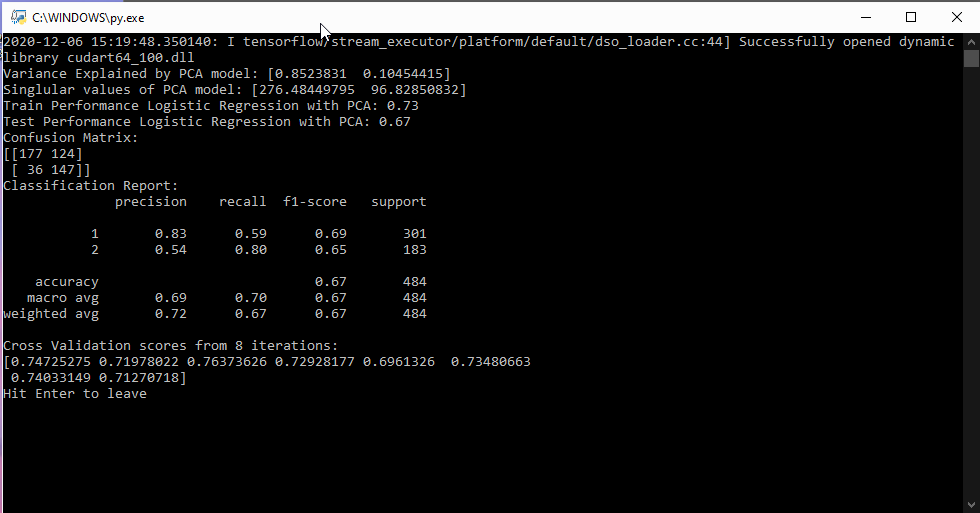 C:\WINDOWS\py.exe
2020-12-06 15:19:48.350140: I tensorflow/stream_executor/platform/default/dso_loader.cc:44] Successfully opened dynamic
library cudart64_100.dll
Variance Explained by PCA model: [0.8523831  0.10454415]
Singlular values of PCA model: [276.48449795  96.82850832]
Train Performance Logistic Regression with PCA: 0.73
Test Performance Logistic Regression with PCA: 0.67
Confusion Matrix:
[[177 124]
 [ 36 147]]
Classification Report:
              precision    recall  f1-score   support
           1       0.83      0.59      0.69       301
           2       0.54      0.80      0.65       183
    accuracy                           0.67       484
   macro avg       0.69      0.70      0.67       484
weighted avg       0.72      0.67      0.67       484
Cross Validation scores from 8 iterations:
[0.74725275 0.71978022 0.76373626 0.72928177 0.6961326  0.73480663
 0.74033149 0.71270718]
Hit Enter to leave